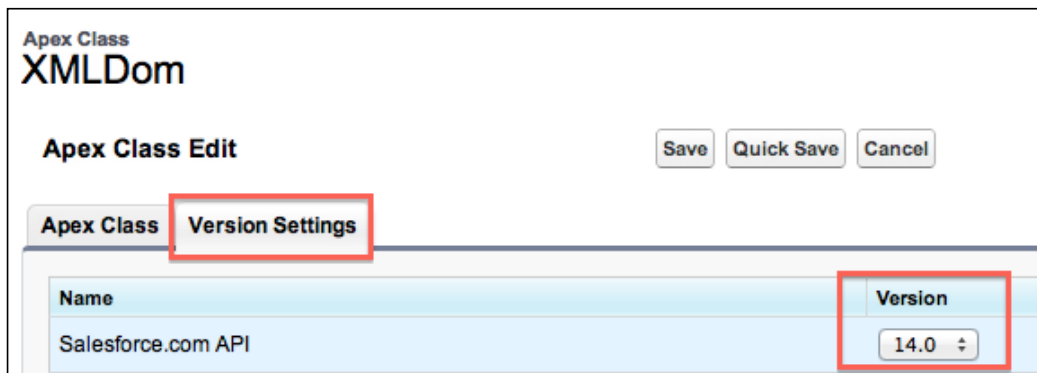 Apex Class
XMLDom
Apex Class Edit
Save Quick Save Cancel
Apex Class Version Settings
Name Version
Salesforce.com API 14.0